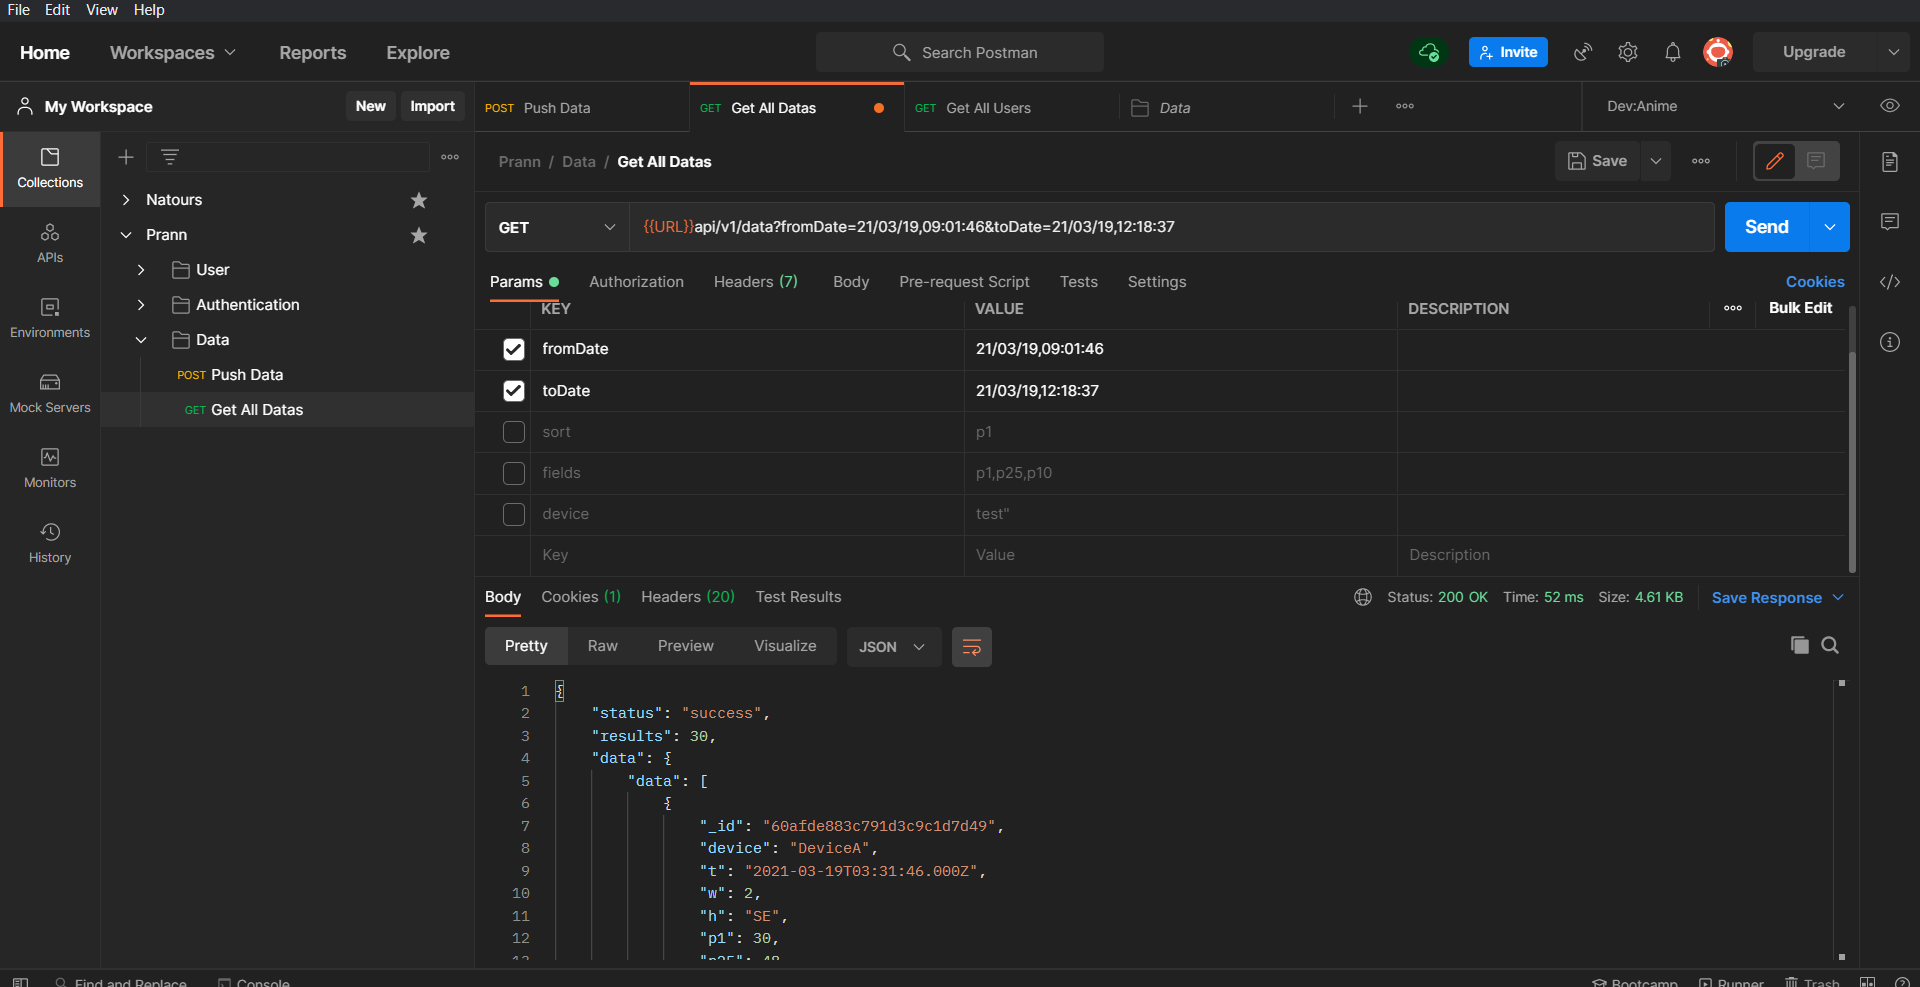 File Edit View Help
Home Workspaces Reports Explore Search Postman Invite Upgrade
My Workspace New Import
POST Push Data GET Get All Datas GET Get All Users Data Dev:Anime
Collections
APIs
Environments
Mock Servers
Monitors
History
Natours
Prann
User
Authentication
Data
POST Push Data
GET Get All Datas
Prann / Data / Get All Datas Save
GET {{URL}}api/v1/data?fromDate=21/03/19,09:01:46&toDate=21/03/19,12:18:37 Send
Params Authorization Headers (7) Body Pre-request Script Tests Settings Cookies
KEY VALUE DESCRIPTION Bulk Edit
fromDate 21/03/19,09:01:46
toDate 21/03/19,12:18:37
sort p1
fields p1,p25,p10
device test"
Key Value Description
Body Cookies (1) Headers (20) Test Results Status: 200 OK Time: 52 ms Size: 4.61 KB Save Response
Pretty Raw Preview Visualize JSON
1 {
2 "status": "success",
3 "results": 30,
4 "data": {
5 "data": [
6 {
7 "_id": "60afde883c791d3c9c1d7d49",
8 "device": "DeviceA",
9 "t": "2021-03-19T03:31:46.000Z",
10 "w": 2,
11 "h": "SE",
12 "p1": 30,
13 "p25": 48
Find and Replace Console Bootcamp Runner Trash